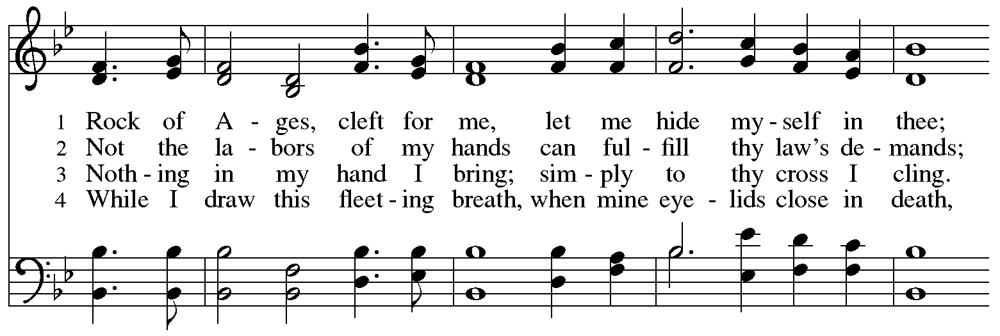 1 Rock of A - ges, cleft for me, let me hide my - self in thee;
2 Not the la - bors of my hands can ful - fill thy law's de - mands;
3 Noth - ing in my hand I bring; sim - ply to thy cross I cling.
4 While I draw this fleet - ing breath, when mine eye - lids close in death,